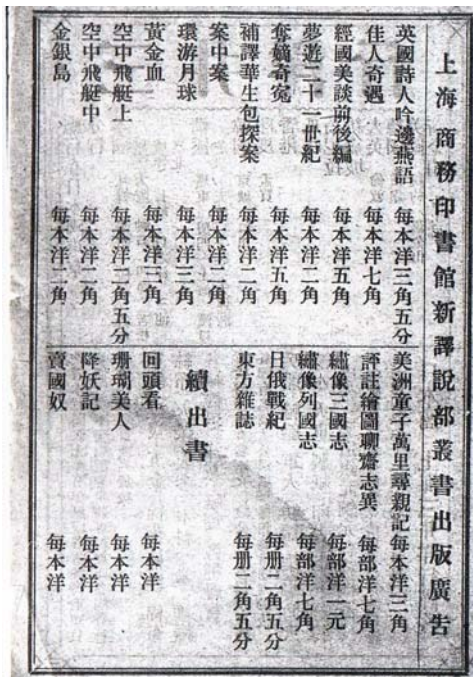 上海商務印書館新譯說部叢書出版廣告
英國詩人吟邊燕語 每本洋三角五分
佳人奇遇 每本洋七角
經國美談前後編 每本洋五角
夢遊二十一世紀 每本洋二角
奪嫡奇冤 每本洋五角
補譯華生包探案 每本洋二角
案中案 每本洋二角
環游月球 每本洋三角
黃金血 每本洋三角
空中飛艇上 每本洋二角五分
空中飛艇中 每本洋二角
金銀島 每本洋二角
美洲童子萬里尋親記 每本洋三角
評註繪圖聊齋志異 每部洋七角
繡像三國志 每部洋一元
繡像列國志 每部洋七角
日俄戰紀 每册二角五分
東方雜誌 每册二角五分
續出書
回頭看 每本洋
珊瑚美人 每本洋
降妖記 每本洋
賣國奴 每本洋